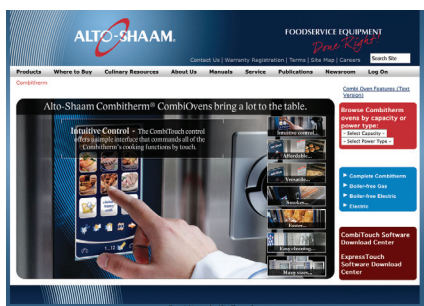 ALTO-SHAAM.
FOODSERVICE EQUIPMENT
Done Right!
Contact Us | Warranty Registration | Terms | Site Map | Careers
Search Site
Products Where to Buy Culinary Resources About Us Manuals Service Publications Newsroom Log On
Combitherm
Combi Oven Features (Text
Version)
Alto-Shaam Combitherm® CombiOvens bring a lot to the table.
Intuitive Control - The CombiTouch control
offers a simple interface that commands all of the
Combitherm's cooking functions by touch.
Intuitive control...
Affordable...
Versatile...
Smokes...
Faster...
Easy cleaning...
Many sizes...
Browse Combitherm
ovens by capacity or
power type:
- Select Capacity -
- Select Power Type -
Complete Combitherm
Boiler-free Gas
Boiler-free Electric
Electric
CombiTouch Software
Download Center
ExpressTouch
Software Download
Center